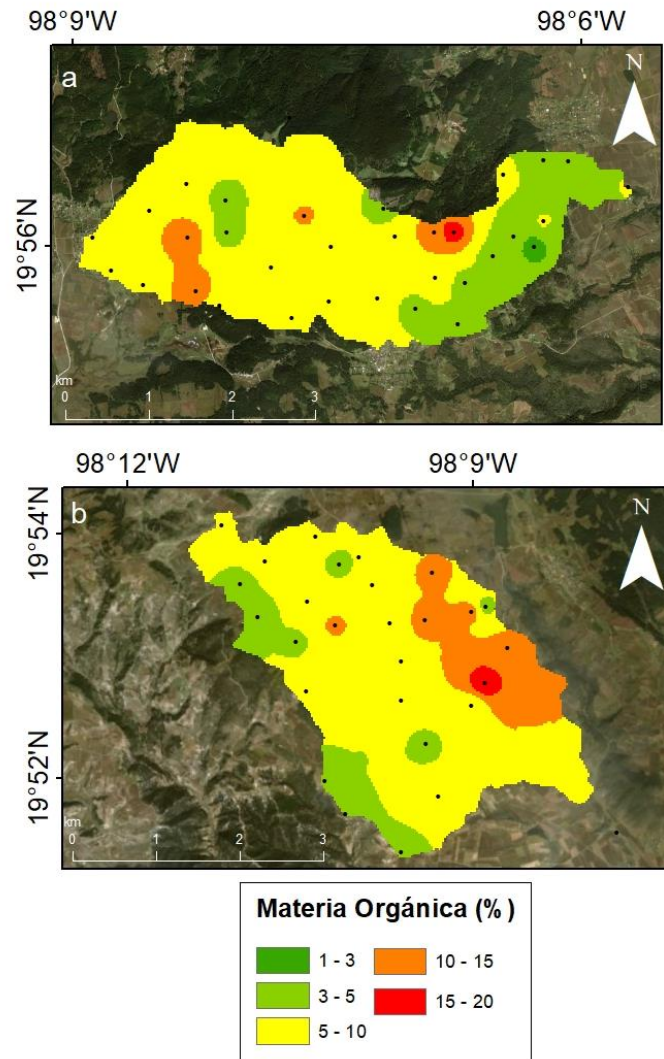 98°9'W 98°6'W
a
N
19°56'N
km
0 1 2 3
98°12'W 98°9'W
b
N
19°54'N
19°52'N
km
0 1 2 3
Materia Orgánica (%)
1 - 3 10 - 15
3 - 5 15 - 20
5 - 10